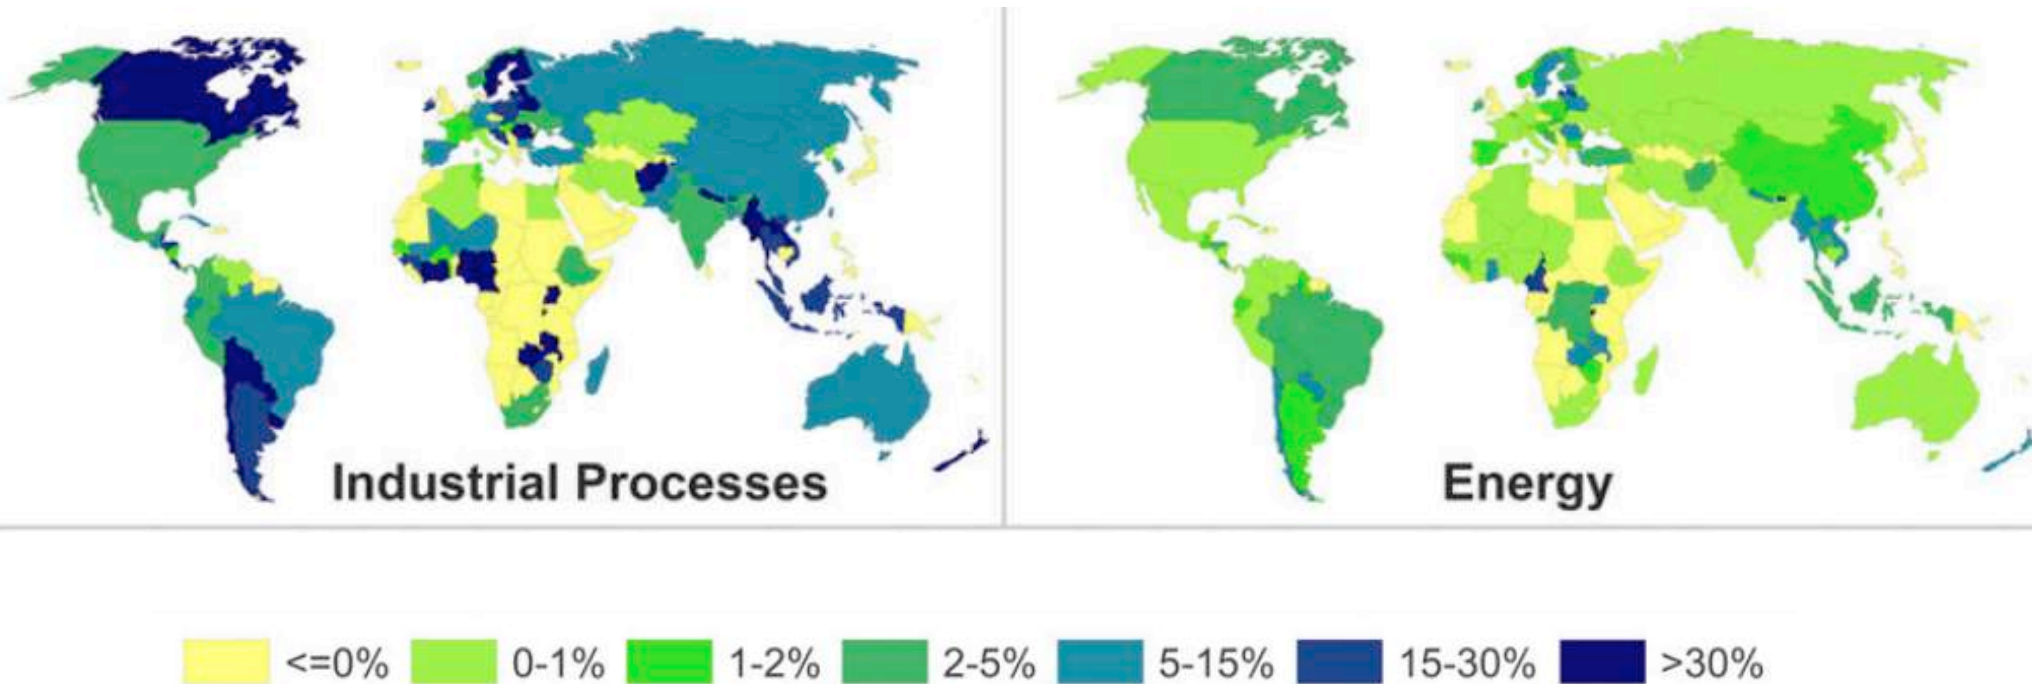 Industrial Processes
Energy
<=0% 0-1% 1-2% 2-5% 5-15% 15-30% >30%